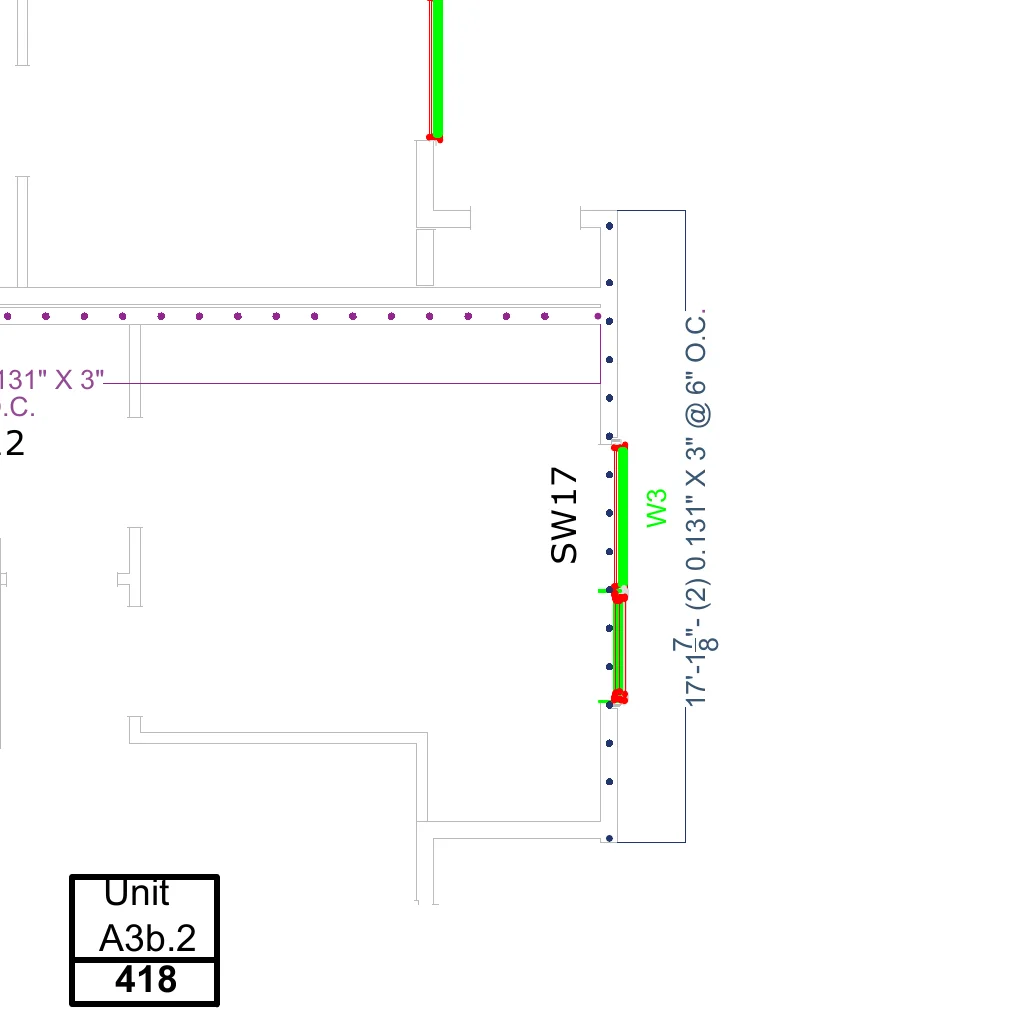 131" X 3"
O.C.
.2
SW17
W3
17'-1 7/8"- (2) 0.131" X 3" @ 6" O.C.
Unit
A3b.2
418